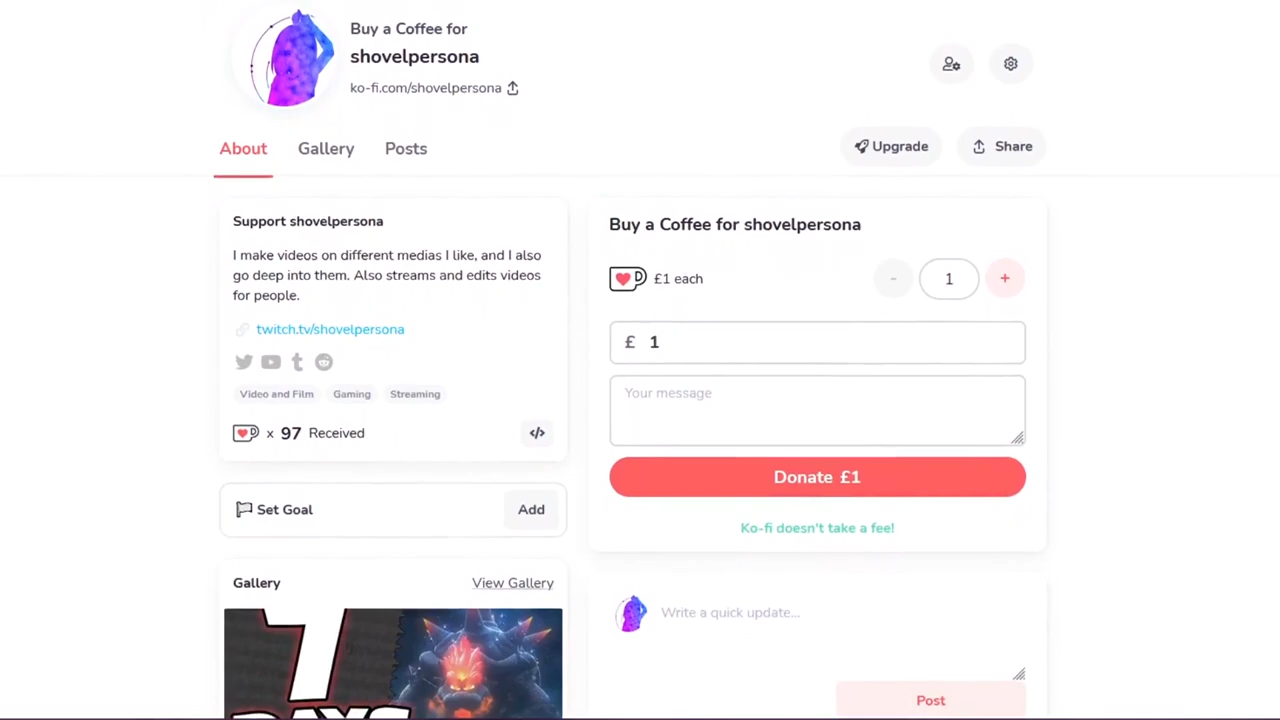 Buy a Coffee for
shovelpersona
ko-fi.com/shovelpersona
About
Gallery
Posts
Upgrade
Share
Support shovelpersona
I make videos on different medias I like, and I also
go deep into them. Also streams and edits videos
for people.
twitch.tv/shovelpersona
Video and Film
Gaming
Streaming
x 97 Received
</>
Set Goal
Add
Gallery
View Gallery
7
DAYS
Buy a Coffee for shovelpersona
£1 each
-
1
+
£ 1
Your message
Donate £1
Ko-fi doesn't take a fee!
Write a quick update...
Post